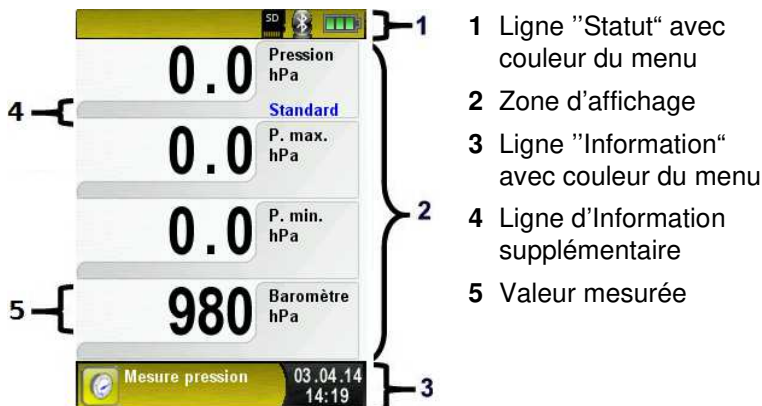 SD
1
0.0 Pression
hPa
Standard
4
0.0 P. max.
hPa
0.0 P. min.
hPa
2
980 Baromètre
hPa
5
Mesure pression 03.04.14
14:19
3
1 Ligne ’’Statut“ avec
couleur du menu
2 Zone d’affichage
3 Ligne ’’Information“
avec couleur du menu
4 Ligne d’Information
supplémentaire
5 Valeur mesurée